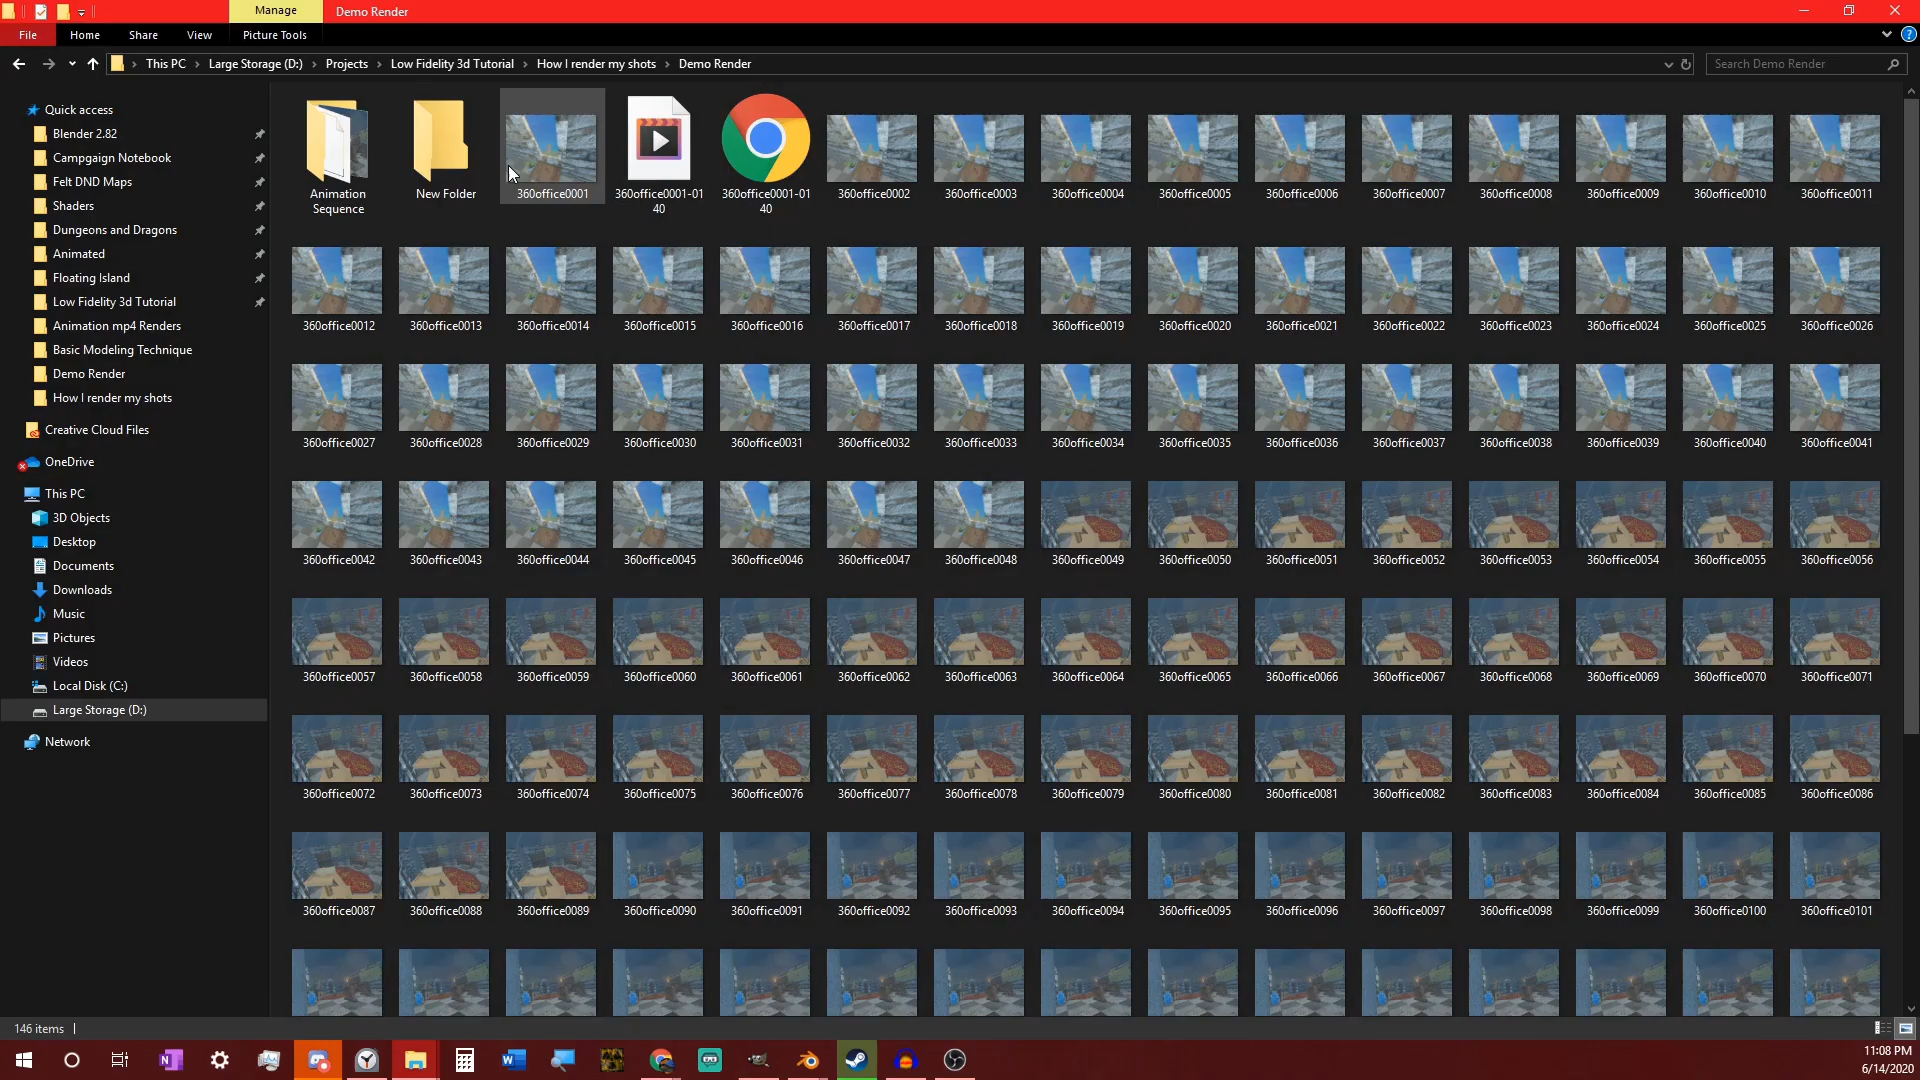 Manage
Demo Render
File
Home
Share
View
Picture Tools
This PC
Large Storage (D:)
Projects
Low Fidelity 3d Tutorial
How I render my shots
Demo Render
Search Demo Render
Quick access
Blender 2.82
Campgaign Notebook
Felt DND Maps
Shaders
Dungeons and Dragons
Animated
Floating Island
Low Fidelity 3d Tutorial
Animation mp4 Renders
Basic Modeling Technique
Demo Render
How I render my shots
Creative Cloud Files
OneDrive
This PC
3D Objects
Desktop
Documents
Downloads
Music
Pictures
Videos
Local Disk (C:)
Large Storage (D:)
Network
Animation
Sequence
New Folder
360office0001
360office0001-01
40
360office0001-01
40
360office0002
360office0003
360office0004
360office0005
360office0006
360office0007
360office0008
360office0009
360office0010
360office0011
360office0012
360office0013
360office0014
360office0015
360office0016
360office0017
360office0018
360office0019
360office0020
360office0021
360office0022
360office0023
360office0024
360office0025
360office0026
360office0027
360office0028
360office0029
360office0030
360office0031
360office0032
360office0033
360office0034
360office0035
360office0036
360office0037
360office0038
360office0039
360office0040
360office0041
360office0042
360office0043
360office0044
360office0045
360office0046
360office0047
360office0048
360office0049
360office0050
360office0051
360office0052
360office0053
360office0054
360office0055
360office0056
360office0057
360office0058
360office0059
360office0060
360office0061
360office0062
360office0063
360office0064
360office0065
360office0066
360office0067
360office0068
360office0069
360office0070
360office0071
360office0072
360office0073
360office0074
360office0075
360office0076
360office0077
360office0078
360office0079
360office0080
360office0081
360office0082
360office0083
360office0084
360office0085
360office0086
360office0087
360office0088
360office0089
360office0090
360office0091
360office0092
360office0093
360office0094
360office0095
360office0096
360office0097
360office0098
360office0099
360office0100
360office0101
146 items
11:08 PM
6/14/2020